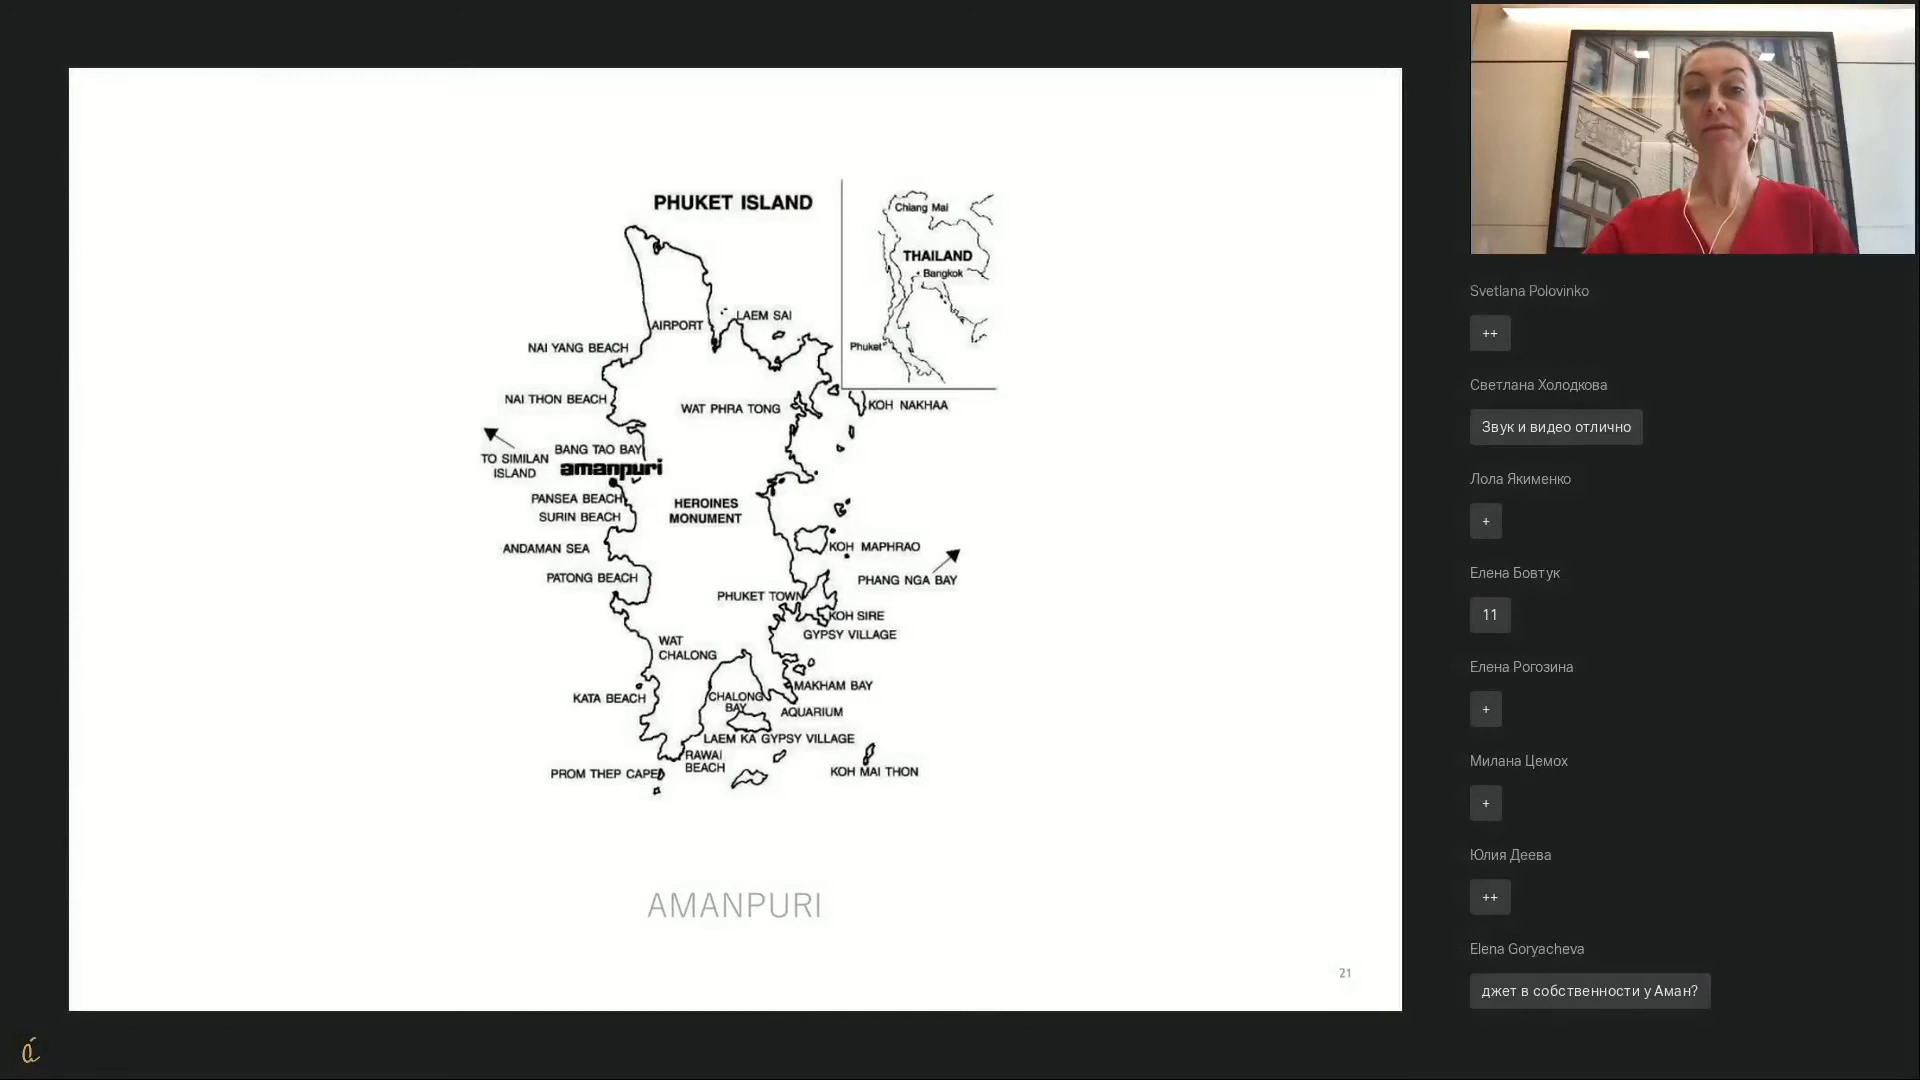 PHUKET ISLAND
Chiang Mai
THAILAND
Bangkok
Phuket
AIRPORT
LAEM SAI
NAI YANG BEACH
NAI THON BEACH
WAT PHRA TONG
KOH NAKHAA
TO SIMILAN
ISLAND
BANG TAO BAY
amanpuri
PANSEA BEACH
SURIN BEACH
HEROINES
MONUMENT
ANDAMAN SEA
KOH MAPHRAO
PATONG BEACH
PHANG NGA BAY
PHUKET TOWN
KOH SIRE
GYPSY VILLAGE
WAT
CHALONG
KATA BEACH
CHALONG
BAY
MAKHAM BAY
AQUARIUM
LAEM KA GYPSY VILLAGE
RAWAI
BEACH
PROM THEP CAPE
KOH MAI THON
AMANPURI
21
á
Svetlana Polovinko
++
Светлана Холодкова
Звук и видео отлично
Лола Якименко
+
Елена Бовтук
11
Елена Рогозина
+
Милана Цемох
+
Юлия Деева
++
Elena Goryacheva
джет в собственности у Аман?